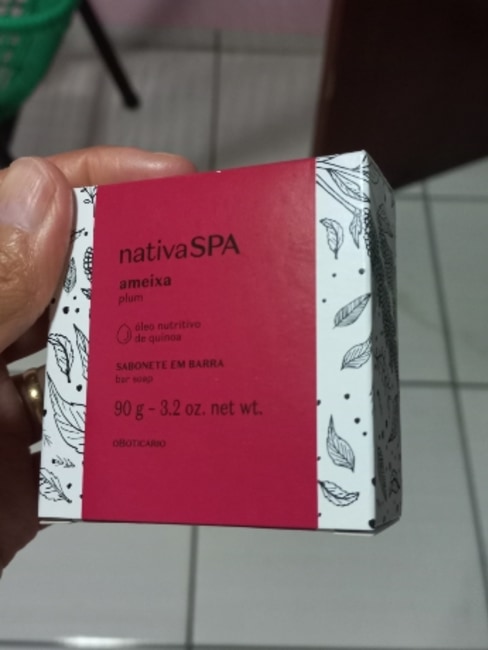 nativaSPA
ameixa
plum
óleo nutritivo
de quinoa
SABONETE EM BARRA
bar soap
90 g - 3.2 oz. net wt.
oBOTICÁRIO